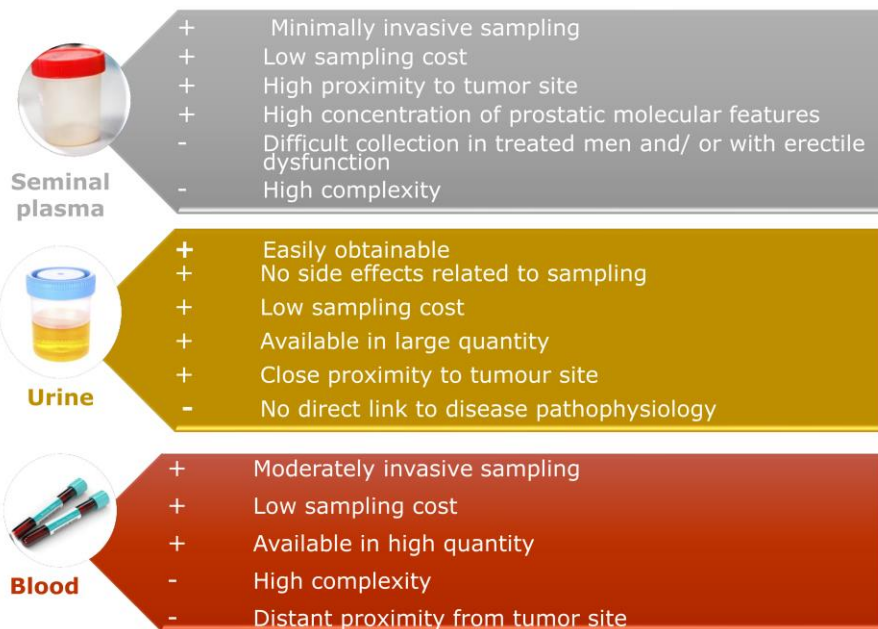 + Minimally invasive sampling
+ Low sampling cost
+ High proximity to tumor site
+ High concentration of prostatic molecular features
- Difficult collection in treated men and/ or with erectile
dysfunction
- High complexity
Seminal
plasma
+ Easily obtainable
+ No side effects related to sampling
+ Low sampling cost
+ Available in large quantity
+ Close proximity to tumour site
- No direct link to disease pathophysiology
Urine
+ Moderately invasive sampling
+ Low sampling cost
+ Available in high quantity
- High complexity
- Distant proximity from tumor site
Blood